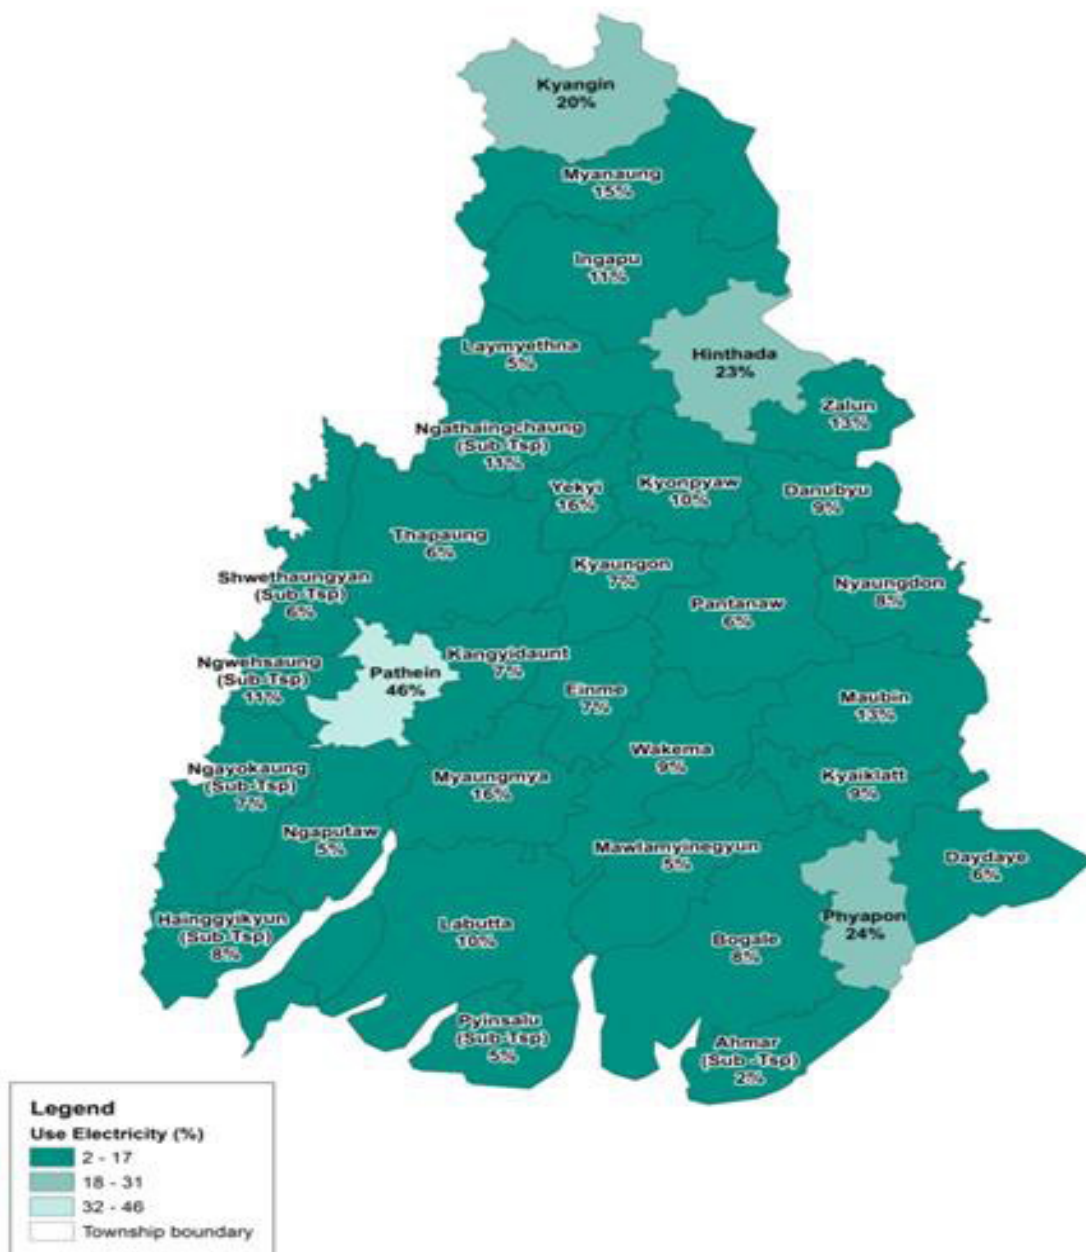 Kyangin
20%
Myanaung
15%
Ingapu
11%
Laymyethna
5%
Hinthada
23%
Zalun
13%
Ngathaingchaung
(Sub-Tsp)
11%
Yekyi
16%
Kyonpyaw
10%
Danubyu
9%
Thapaung
6%
Kyaungon
7%
Shwethaungyan
(Sub-Tsp)
6%
Pantanaw
6%
Nyaungdon
8%
Ngwehsaung
(Sub-Tsp)
11%
Pathein
46%
Kangyidaunt
7%
Einme
7%
Maubin
13%
Wakema
9%
Ngayokaung
(Sub-Tsp)
7%
Myaungmya
16%
Kyaiklatt
9%
Ngaputaw
5%
Mawlamyinegyun
5%
Daydaye
6%
Hainggyikyun
(Sub-Tsp)
8%
Labutta
10%
Bogale
8%
Phyapon
24%
Pyinsalu
(Sub-Tsp)
5%
Ahmar
(Sub -Tsp)
2%
Legend
Use Electricity (%)
2 - 17
18 - 31
32 - 46
Township boundary